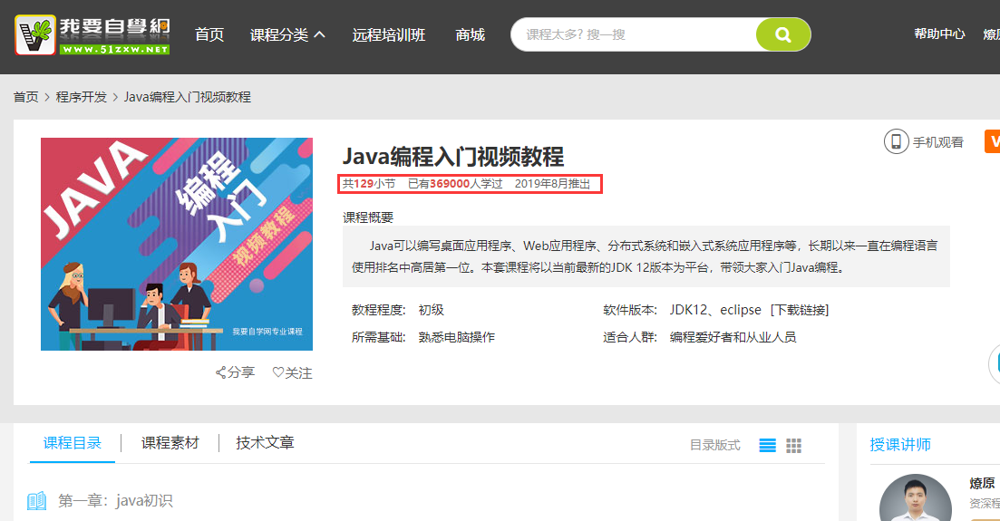 我要自學網
WWW.51ZXW.NET
首页
课程分类
远程培训班
商城
课程太多? 搜一搜
帮助中心
首页 > 程序开发 > Java编程入门视频教程
JAVA
编程
入门
视频教程
我要自学网专业课程
分享
关注
Java编程入门视频教程
手机观看
共129小节 已有369000人学过 2019年8月推出
课程概要
Java可以编写桌面应用程序、Web应用程序、分布式系统和嵌入式系统应用程序等，长期以来一直在编程语言
使用排名中高居第一位。本套课程将以当前最新的JDK 12版本为平台，带领大家入门Java编程。
教程程度: 初级
软件版本: JDK12、eclipse [下载链接]
所需基础: 熟悉电脑操作
适合人群: 编程爱好者和从业人员
课程目录
课程素材
技术文章
目录版式
第一章：java初识
授课讲师
燎原
资深程